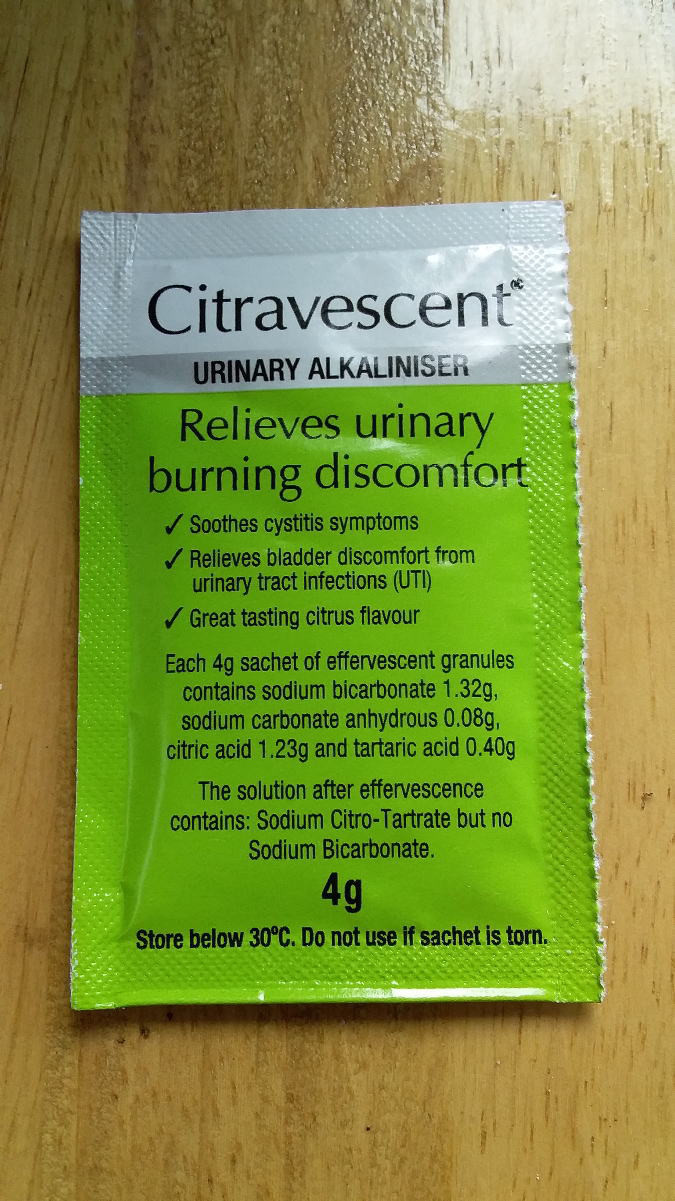 Citravescent®
URINARY ALKALINISER
Relieves urinary
burning discomfort
✓ Soothes cystitis symptoms
✓ Relieves bladder discomfort from
urinary tract infections (UTI)
✓ Great tasting citrus flavour
Each 4g sachet of effervescent granules
contains sodium bicarbonate 1.32g,
sodium carbonate anhydrous 0.08g,
citric acid 1.23g and tartaric acid 0.40g
The solution after effervescence
contains: Sodium Citro-Tartrate but no
Sodium Bicarbonate.
4g
Store below 30ºC. Do not use if sachet is torn.